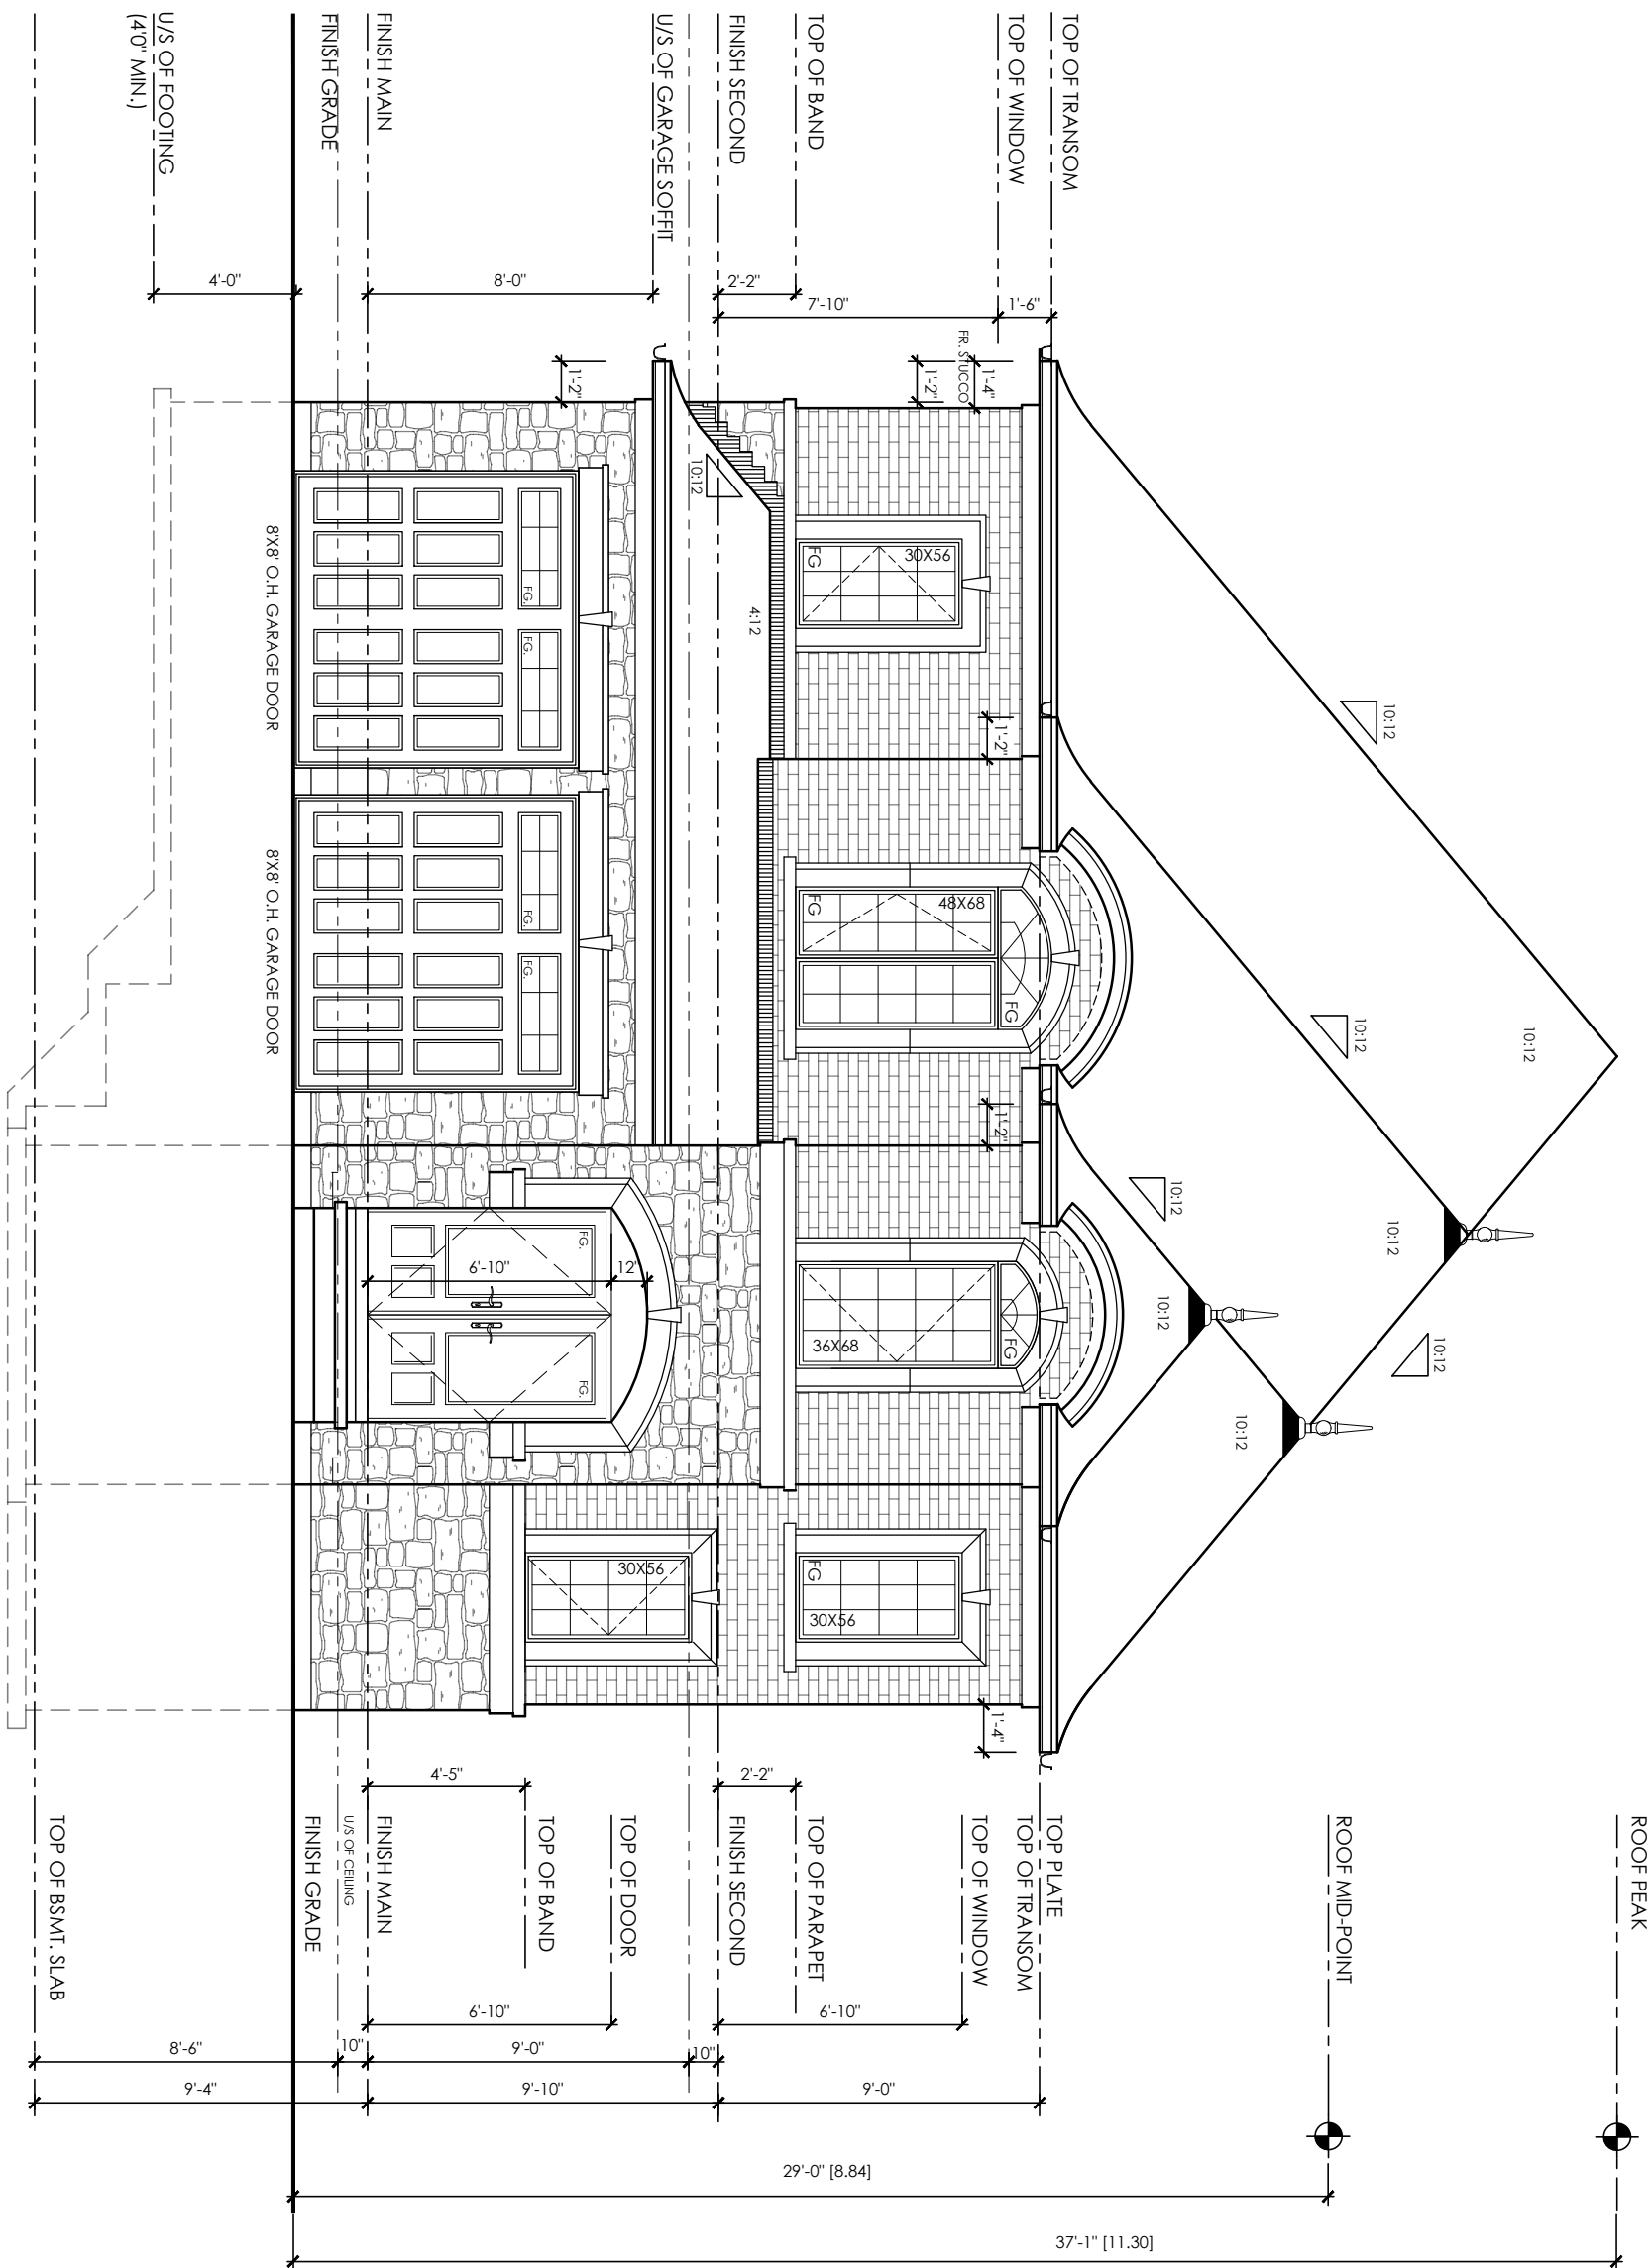 TOP OF TRANSOM
TOP OF WINDOW
TOP OF BAND
FINISH SECOND
U/S OF GARAGE SOFFIT
FINISH MAIN
FINISH GRADE
U/S OF FOOTING
(4'0" MIN.)
1'-6"
7'-10"
2'-2"
8'-0"
4'-0"
1'-4"
FR. STUCCO
1'-2"
1'-2"
10:12
10:12
10:12
10:12
10:12
10:12
10:12
10:12
10:12
10:12
4:12
1'-2"
1'-2"
1'-4"
30X56
FG
48X68
FG
FG
36X68
FG
30X56
FG
30X56
FG.
FG.
FG.
FG.
8'X8' O.H. GARAGE DOOR
8'X8' O.H. GARAGE DOOR
FG.
FG.
6'-10"
12"
ROOF PEAK
ROOF MID-POINT
TOP PLATE
TOP OF TRANSOM
TOP OF WINDOW
TOP OF PARAPET
FINISH SECOND
TOP OF DOOR
TOP OF BAND
FINISH MAIN
U/S OF CEILING
FINISH GRADE
TOP OF BSMT. SLAB
2'-2"
4'-5"
6'-10"
6'-10"
10"
9'-0"
10"
8'-6"
9'-0"
9'-10"
9'-4"
29'-0" [8.84]
37'-1" [11.30]